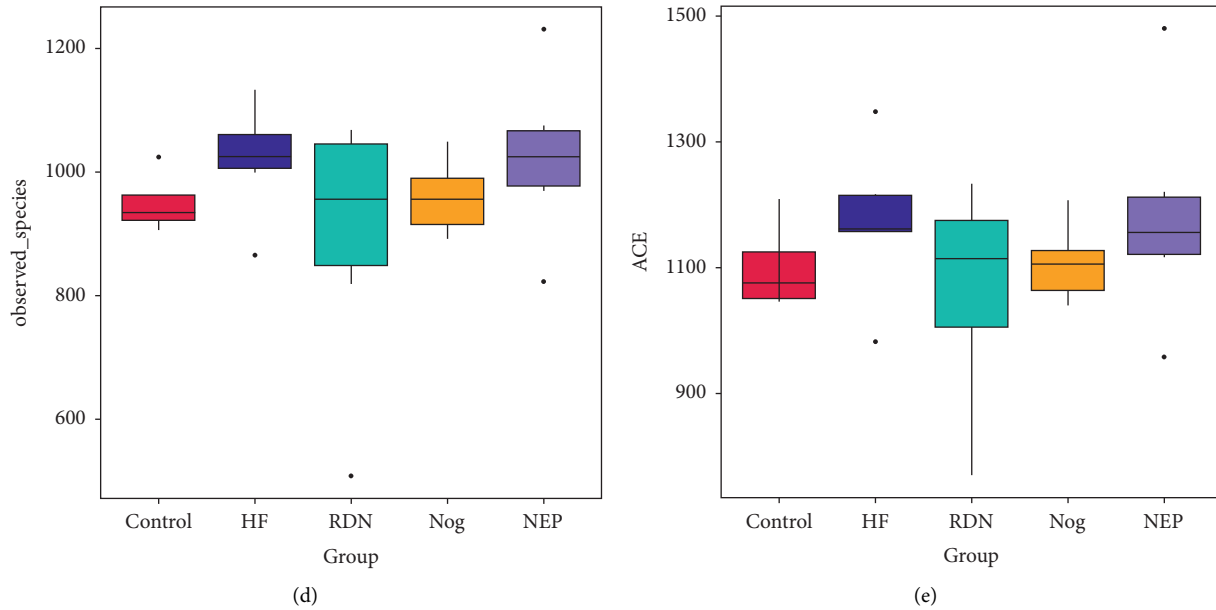 1200
1000
800
600
observed_species
Control HF RDN Nog NEP
Group
(d)
1500
1300
1100
900
ACE
Control HF RDN Nog NEP
Group
(e)